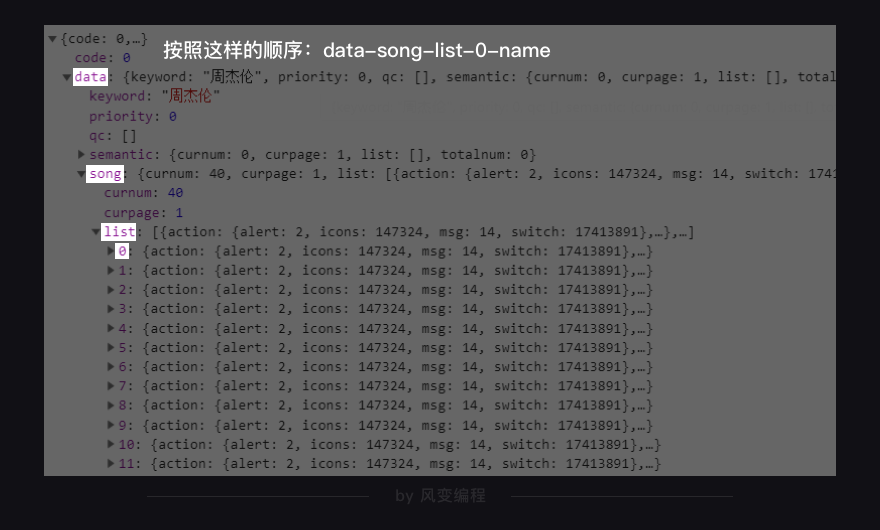 {code: 0,…}
按照这样的顺序：data-song-list-0-name
code: 0
data: {keyword: "周杰伦", priority: 0, qc: [], semantic: {curnum: 0, curpage: 1, list: [], total
keyword: "周杰伦"
priority: 0
qc: []
semantic: {curnum: 0, curpage: 1, list: [], totalnum: 0}
song: {curnum: 40, curpage: 1, list: [{action: {alert: 2, icons: 147324, msg: 14, switch: 1741
curnum: 40
curpage: 1
list: [{action: {alert: 2, icons: 147324, msg: 14, switch: 17413891},…},…]
0: {action: {alert: 2, icons: 147324, msg: 14, switch: 17413891},…}
1: {action: {alert: 2, icons: 147324, msg: 14, switch: 17413891},…}
2: {action: {alert: 2, icons: 147324, msg: 14, switch: 17413891},…}
3: {action: {alert: 2, icons: 147324, msg: 14, switch: 17413891},…}
4: {action: {alert: 2, icons: 147324, msg: 14, switch: 17413891},…}
5: {action: {alert: 2, icons: 147324, msg: 14, switch: 17413891},…}
6: {action: {alert: 2, icons: 147324, msg: 14, switch: 17413891},…}
7: {action: {alert: 2, icons: 147324, msg: 14, switch: 17413891},…}
8: {action: {alert: 2, icons: 147324, msg: 14, switch: 17413891},…}
9: {action: {alert: 2, icons: 147324, msg: 14, switch: 17413891},…}
10: {action: {alert: 2, icons: 147324, msg: 14, switch: 17413891},…}
11: {action: {alert: 2, icons: 147324, msg: 14, switch: 17413891},…}
by 风变编程